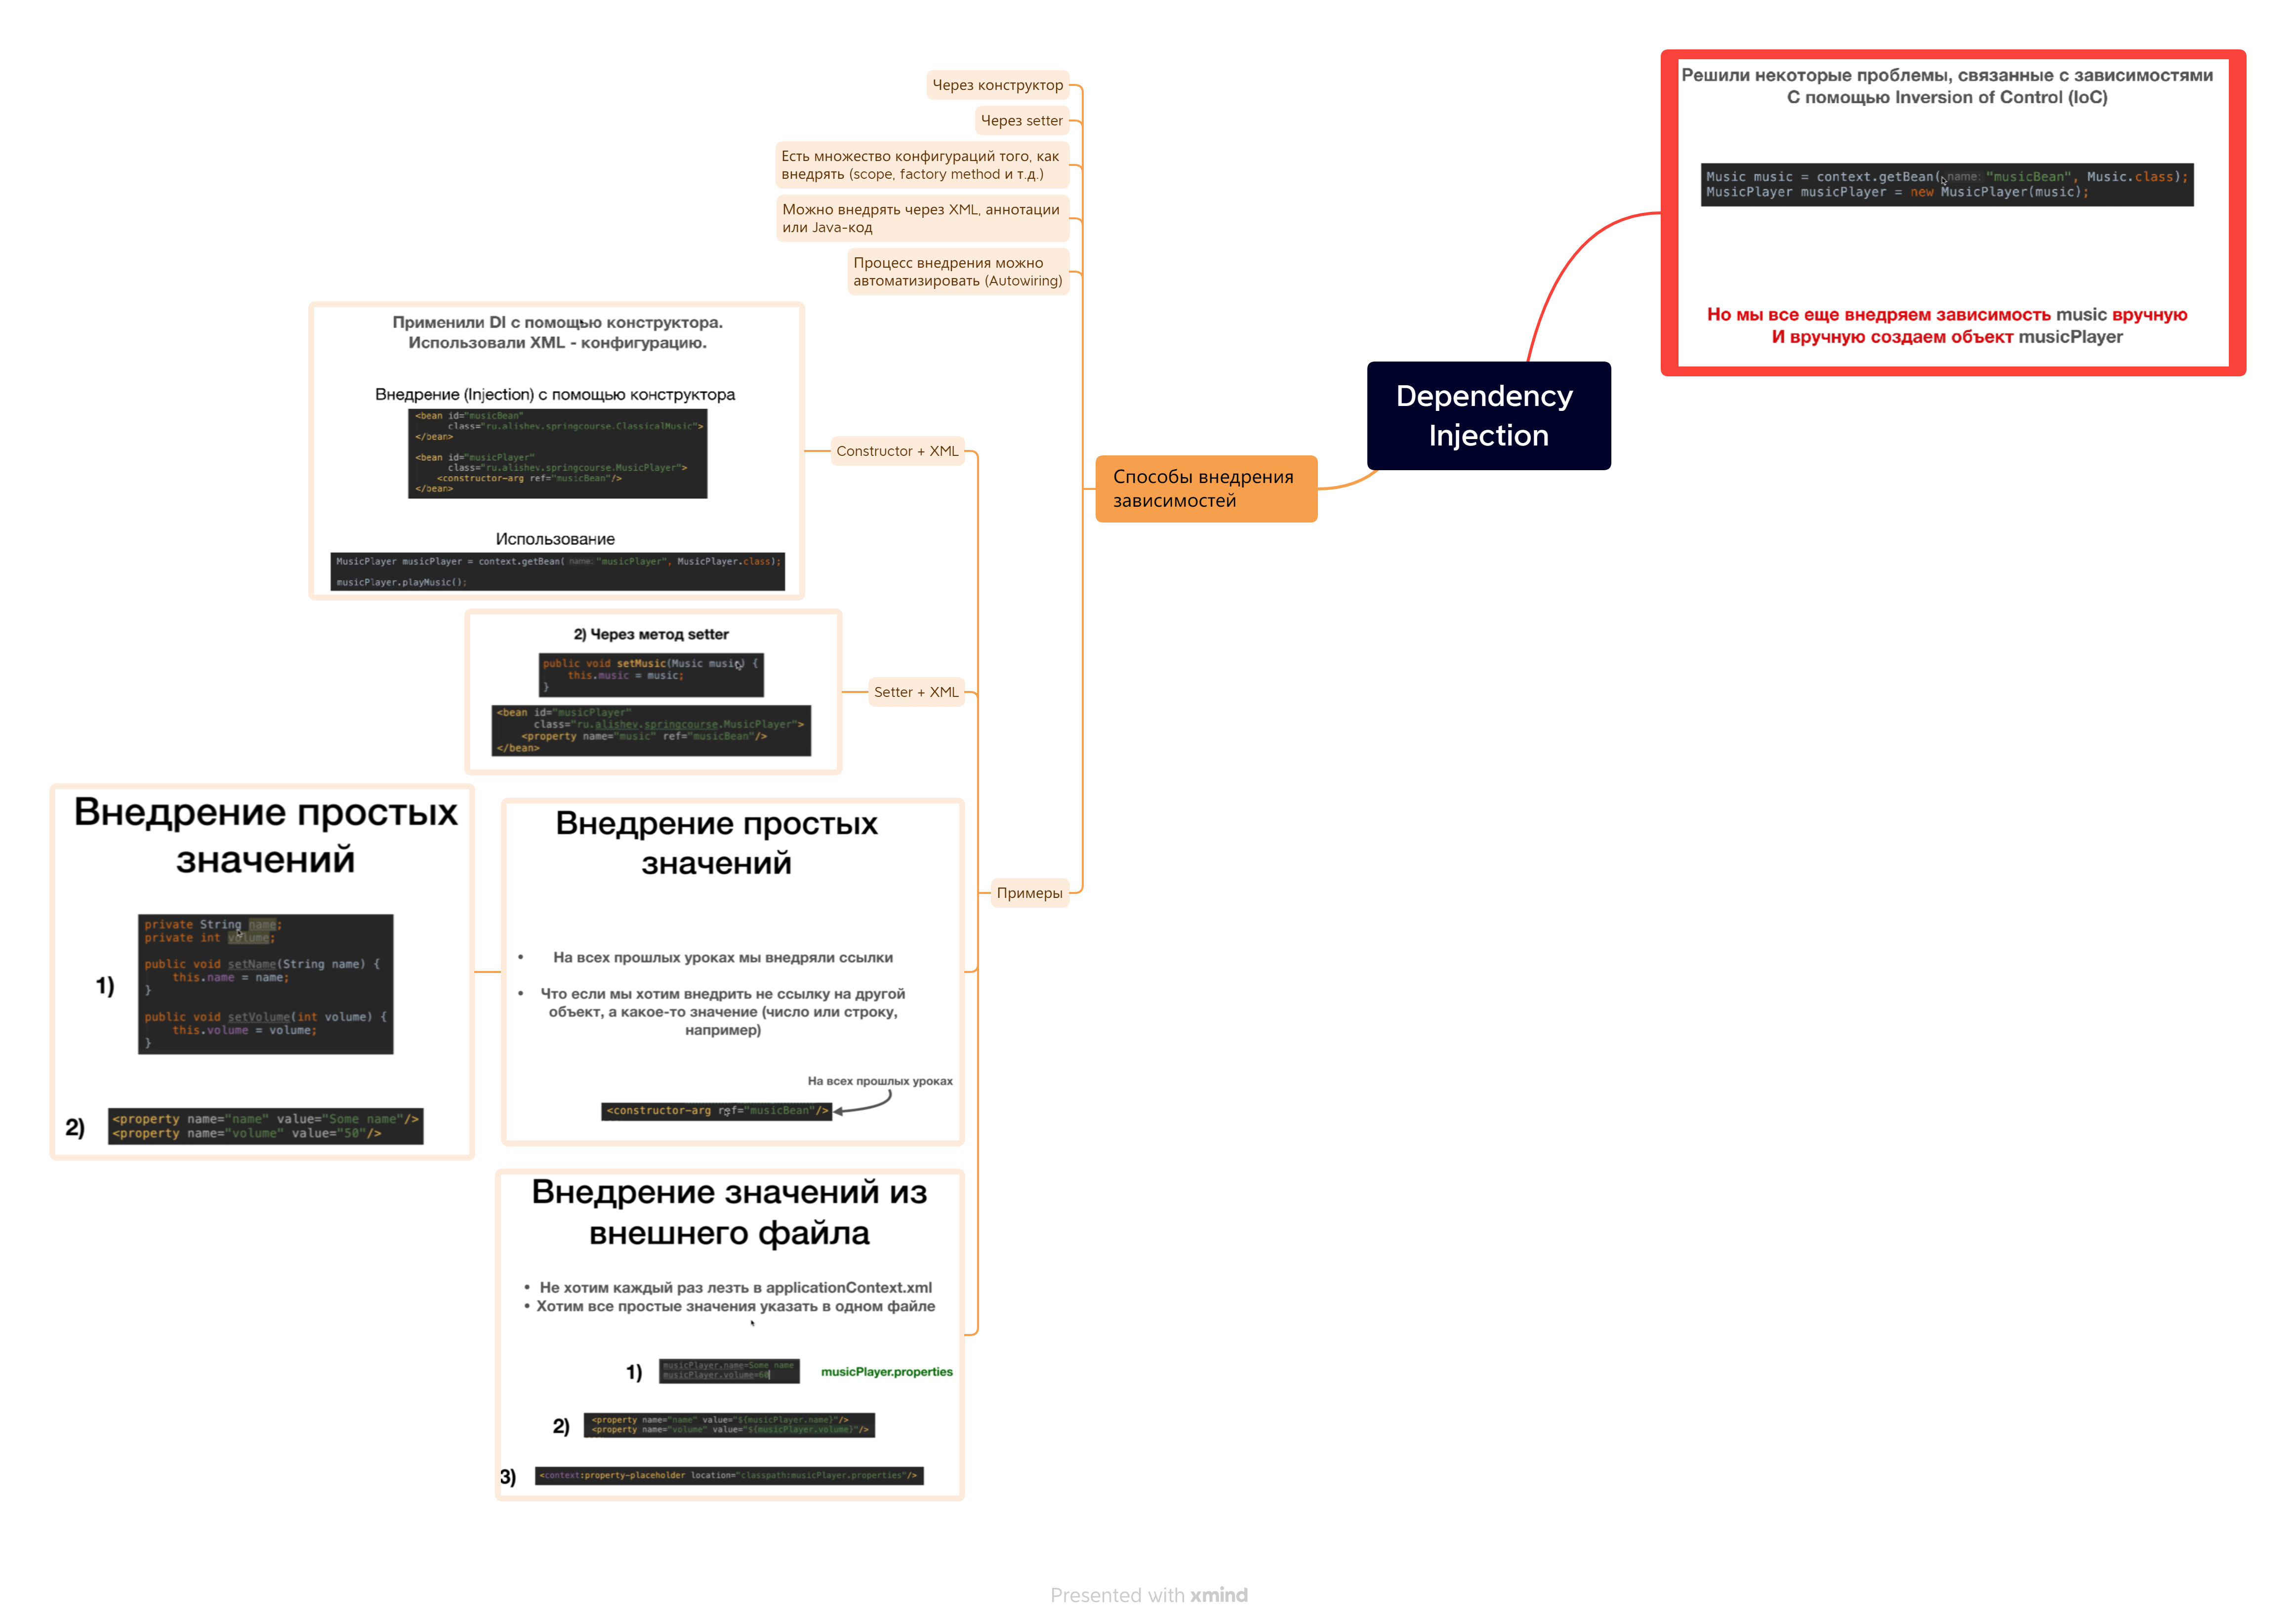 Решили некоторые проблемы, связанные с зависимостями
С помощью Inversion of Control (IoC)
Music music = context.getBean( name: "musicBean", Music.class);
MusicPlayer musicPlayer = new MusicPlayer(music);
Но мы все еще внедряем зависимость music вручную
И вручную создаем объект musicPlayer
Dependency
Injection
Способы внедрения
зависимостей
Через конструктор
Через setter
Есть множество конфигураций того, как
внедрять (scope, factory method и т.д.)
Можно внедрять через XML, аннотации
или Java-код
Процесс внедрения можно
автоматизировать (Autowiring)
Примеры
Constructor + XML
Применили DI с помощью конструктора.
Использовали XML - конфигурацию.
Внедрение (Injection) с помощью конструктора
<bean id="musicBean"
class="ru.alishev.springcourse.ClassicalMusic">
</bean>
<bean id="musicPlayer"
class="ru.alishev.springcourse.MusicPlayer">
<constructor-arg ref="musicBean"/>
</bean>
Использование
MusicPlayer musicPlayer = context.getBean( name: "musicPlayer", MusicPlayer.class);
musicPlayer.playMusic();
Setter + XML
2) Через метод setter
public void setMusic(Music music) {
this.music = music;
}
<bean id="musicPlayer"
class="ru.alishev.springcourse.MusicPlayer">
<property name="music" ref="musicBean"/>
</bean>
Внедрение простых
значений
• На всех прошлых уроках мы внедряли ссылки
• Что если мы хотим внедрить не ссылку на другой
объект, а какое-то значение (число или строку,
например)
На всех прошлых уроках
<constructor-arg ref="musicBean"/>
Внедрение простых
значений
1)
private String name;
private int volume;
public void setName(String name) {
this.name = name;
}
public void setVolume(int volume) {
this.volume = volume;
}
2)
<property name="name" value="Some name"/>
<property name="volume" value="50"/>
Внедрение значений из
внешнего файла
• Не хотим каждый раз лезть в applicationContext.xml
• Хотим все простые значения указать в одном файле
1)
musicPlayer.name=Some name
musicPlayer.volume=60
musicPlayer.properties
2)
<property name="name" value="${musicPlayer.name}"/>
<property name="volume" value="${musicPlayer.volume}"/>
3)
<context:property-placeholder location="classpath:musicPlayer.properties"/>
Presented with xmind